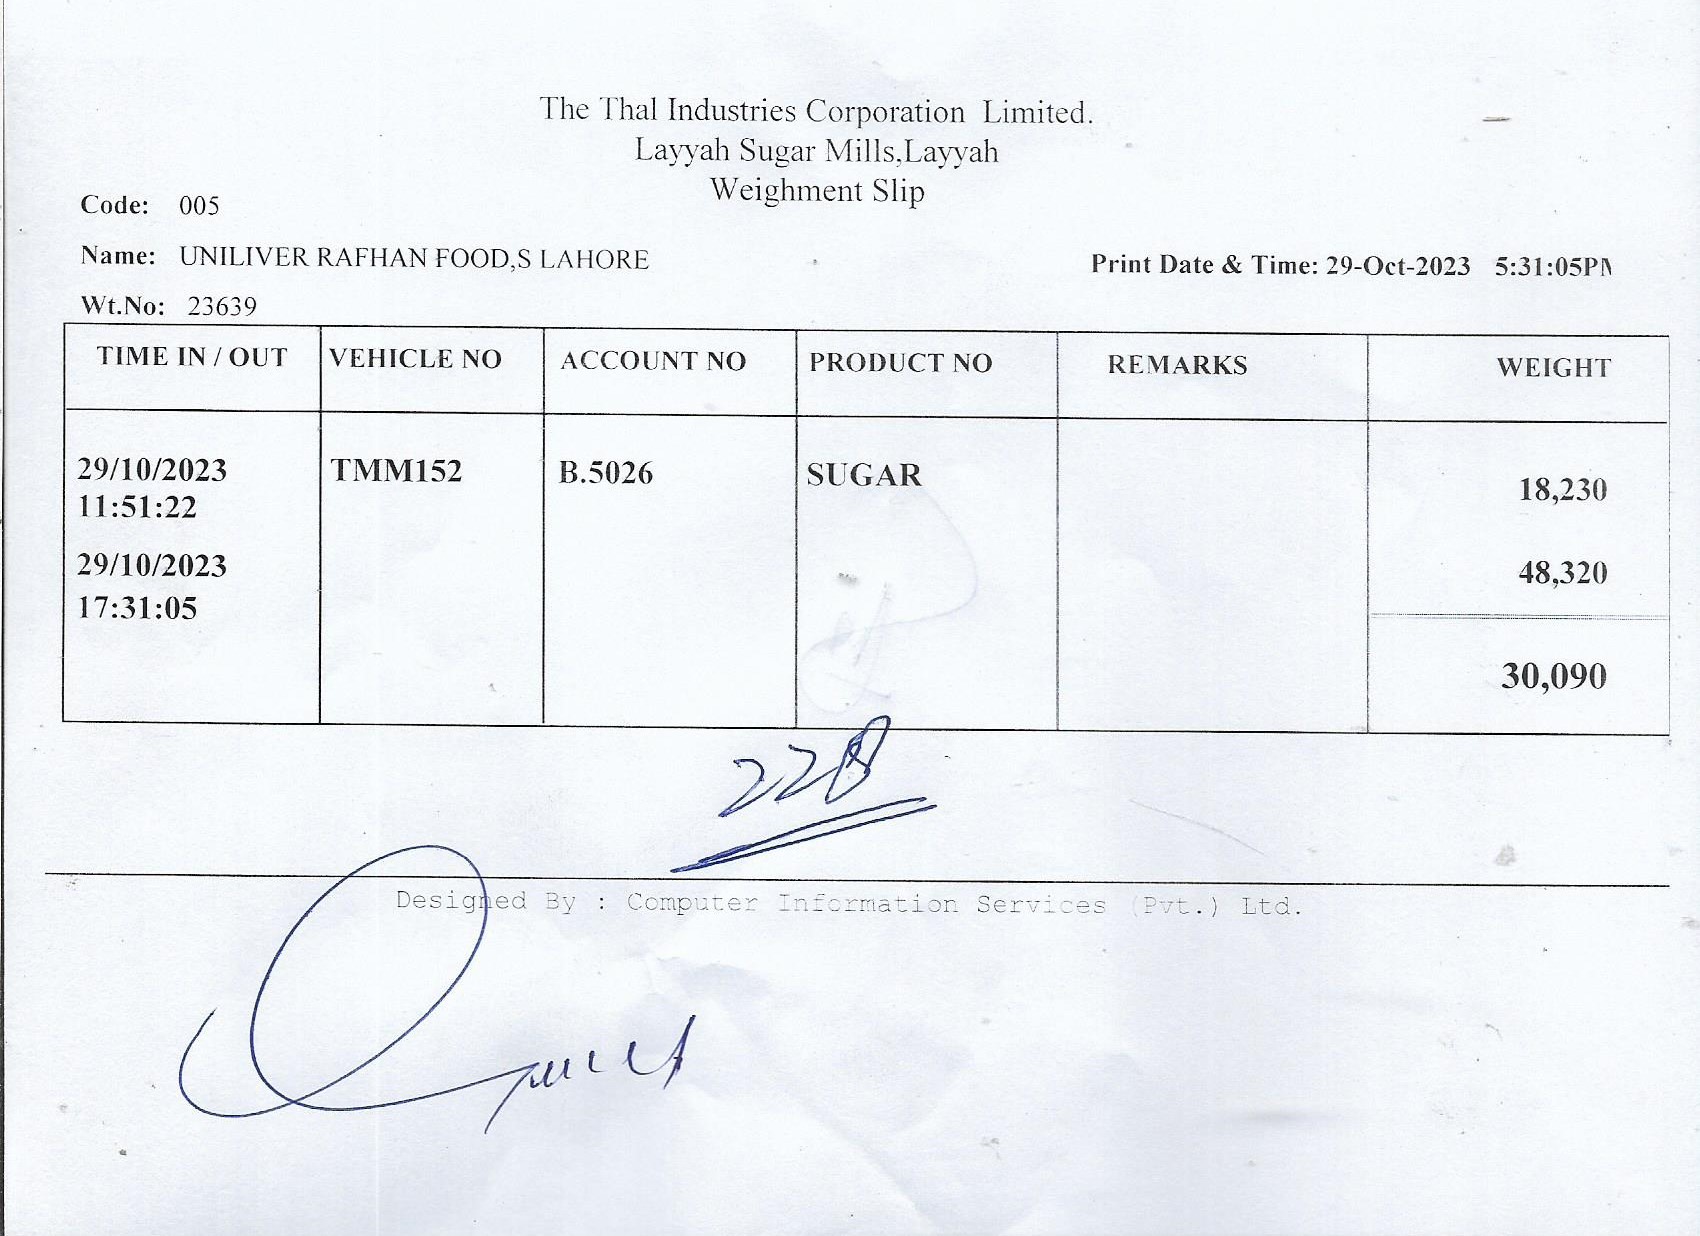 The Thal Industries Corporation Limited.
Layyah Sugar Mills,Layyah
Weighment Slip
Code: 005
Name: UNILIVER RAFHAN FOOD,S LAHORE
Print Date & Time: 29-Oct-2023 5:31:05PM
Wt.No: 23639
TIME IN / OUT VEHICLE NO ACCOUNT NO PRODUCT NO REMARKS WEIGHT
29/10/2023 TMM152 B.5026 SUGAR 18,230
11:51:22
29/10/2023 48,320
17:31:05
30,090
Designed By : Computer Information Services (Pvt.) Ltd.